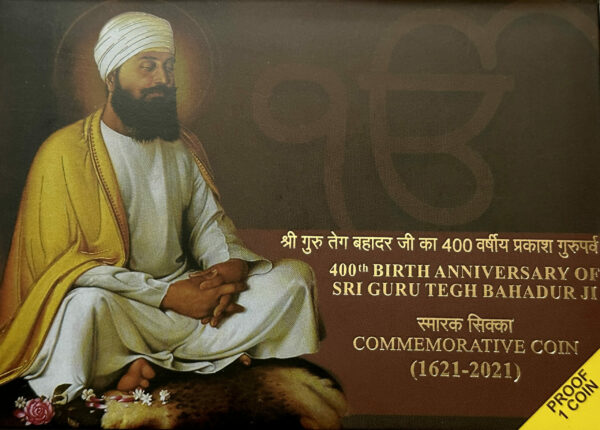 ੴ
श्री गुरु तेग बहादर जी का 400 वर्षीय प्रकाश गुरुपर्व
400th BIRTH ANNIVERSARY OF
SRI GURU TEGH BAHADUR JI
स्मारक सिक्का
COMMEMORATIVE COIN
(1621-2021)
PROOF
1 COIN